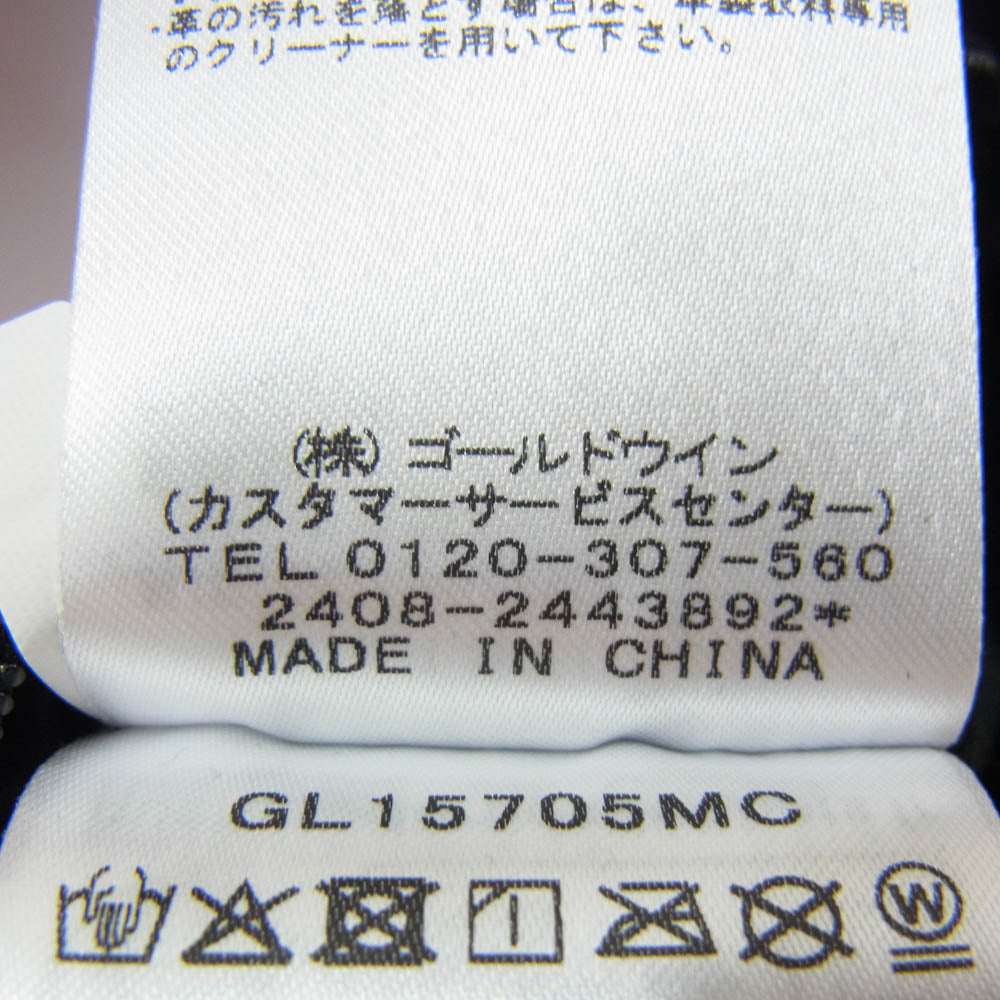 ・革の汚れを落とす場合は、革製衣料専用
のクリーナーを用いて下さい。
(株) ゴールドウイン
(カスタマーサービスセンター)
TEL 0120-307-560
2408-2443892*
MADE IN CHINA
GL15705MC
W